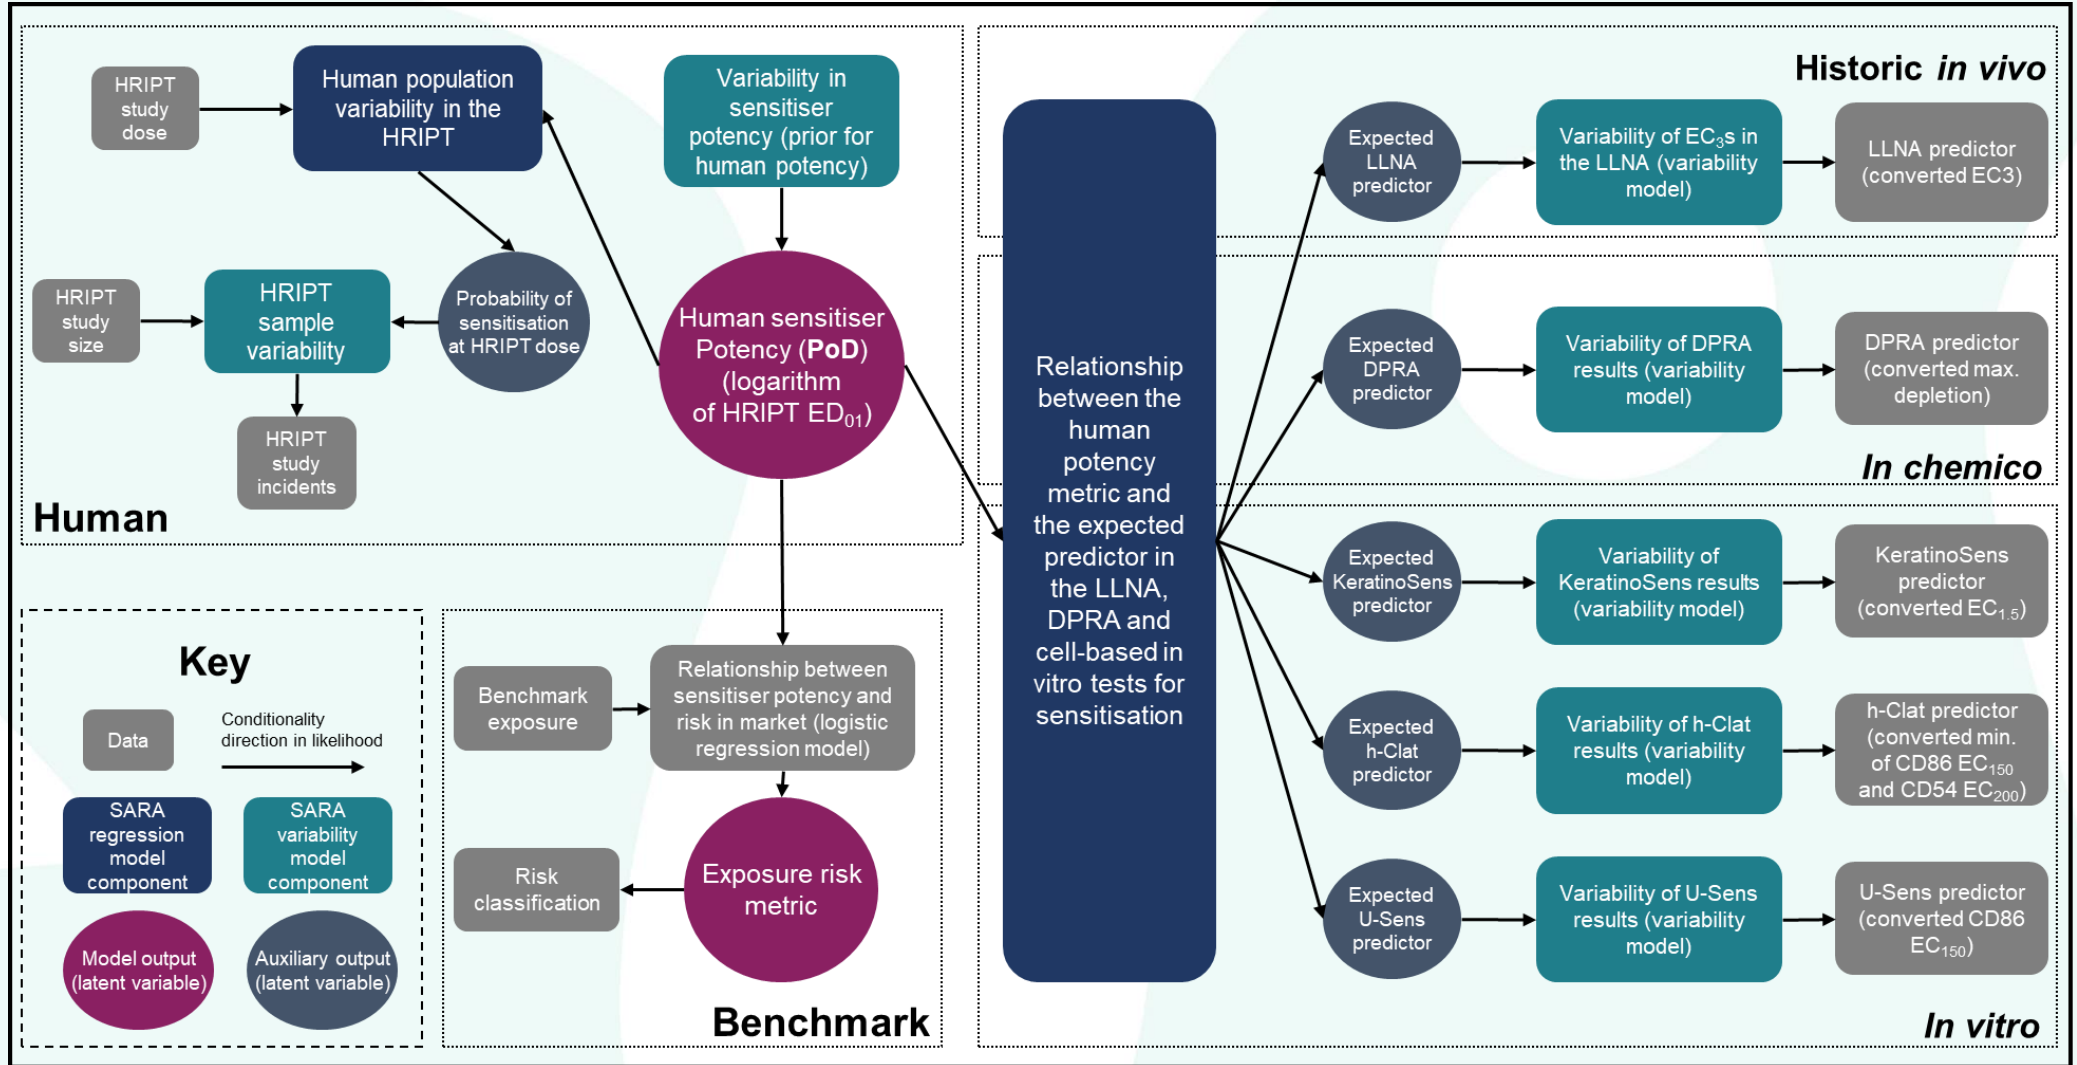 HRIPT
study
dose
Human population
variability in the
HRIPT
Variability in
sensitiser
potency (prior for
human potency)
HRIPT
study
size
HRIPT
sample
variability
Probability of
sensitisation
at HRIPT dose
Human sensitiser
Potency (PoD)
(logarithm
of HRIPT ED01)
HRIPT
study
incidents
Human
Key
Data
Conditionality
direction in likelihood
SARA
regression
model
component
SARA
variability
model
component
Model output
(latent variable)
Auxiliary output
(latent variable)
Benchmark
exposure
Relationship between
sensitiser potency and
risk in market (logistic
regression model)
Risk
classification
Exposure risk
metric
Benchmark
Relationship
between the
human
potency
metric and
the expected
predictor in
the LLNA,
DPRA and
cell-based in
vitro tests for
sensitisation
Historic in vivo
Expected
LLNA
predictor
Variability of EC3s in
the LLNA (variability
model)
LLNA predictor
(converted EC3)
Expected
DPRA
predictor
Variability of DPRA
results (variability
model)
DPRA predictor
(converted max.
depletion)
In chemico
Expected
KeratinoSens
predictor
Variability of
KeratinoSens results
(variability model)
KeratinoSens
predictor
(converted EC1.5)
Expected
h-Clat
predictor
Variability of h-Clat
results (variability
model)
h-Clat predictor
(converted min.
of CD86 EC150
and CD54 EC200)
Expected
U-Sens
predictor
Variability of U-Sens
results (variability
model)
U-Sens predictor
(converted CD86
EC150)
In vitro